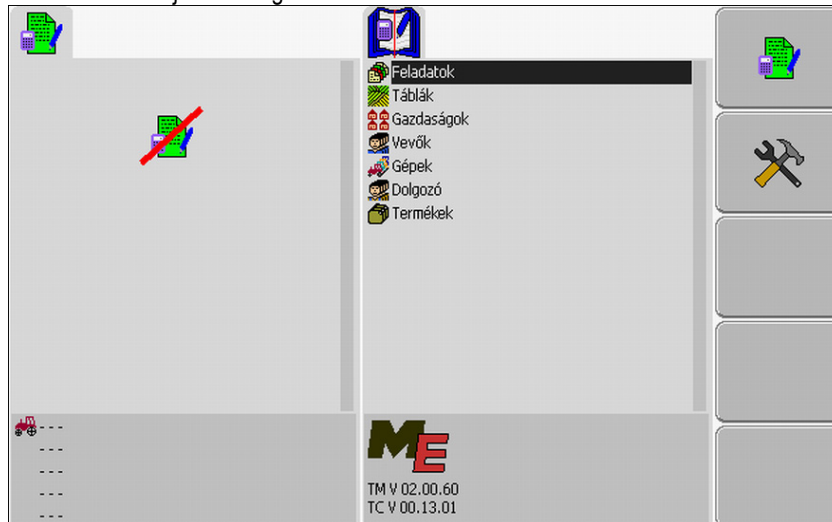 Feladatok
Táblák
Gazdaságok
Vevők
Gépek
Dolgozó
Termékek
---
---
---
---
---
ME
TM V 02.00.60
TC V 00.13.01